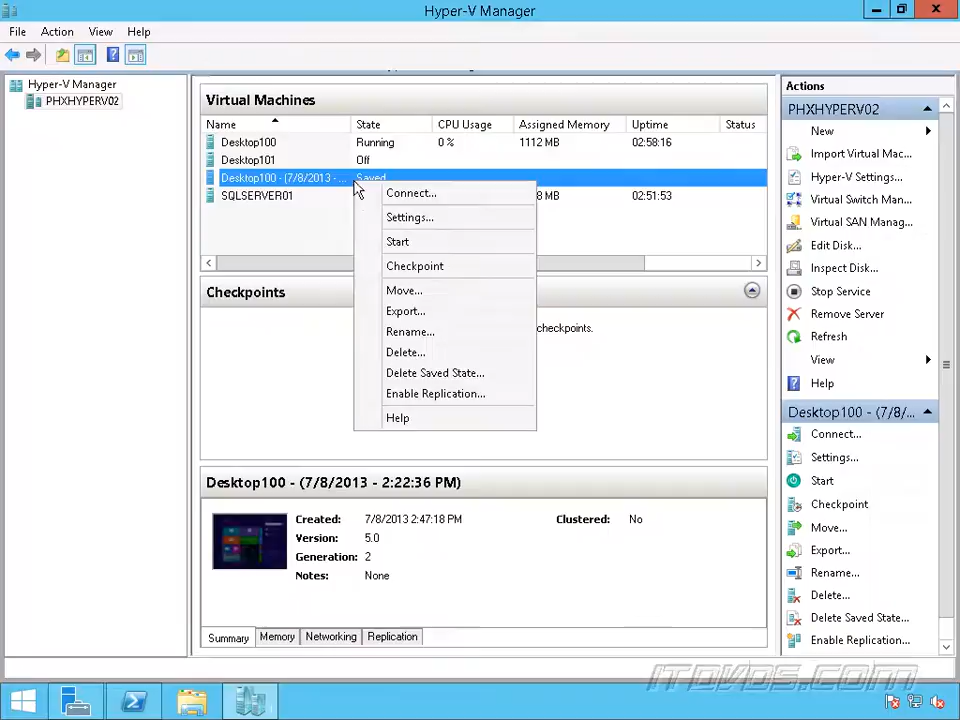 Hyper-V Manager
File Action View Help
Hyper-V Manager
PHXHYPERV02
Virtual Machines
Name State CPU Usage Assigned Memory Uptime Status
Desktop100 Running 0 % 1112 MB 02:58:16
Desktop101 Off
Desktop100 - (7/8/2013 - ... Saved
SQLSERVER01 8 MB 02:51:53
Connect...
Settings...
Start
Checkpoint
Move...
Export...
Rename...
Delete...
Delete Saved State...
Enable Replication...
Help
Checkpoints
checkpoints.
Desktop100 - (7/8/2013 - 2:22:36 PM)
Created: 7/8/2013 2:47:18 PM Clustered: No
Version: 5.0
Generation: 2
Notes: None
Summary Memory Networking Replication
Actions
PHXHYPERV02
New
Import Virtual Mac...
Hyper-V Settings...
Virtual Switch Man...
Virtual SAN Manag...
Edit Disk...
Inspect Disk...
Stop Service
Remove Server
Refresh
View
Help
Desktop100 - (7/8/...
Connect...
Settings...
Start
Checkpoint
Move...
Export...
Rename...
Delete...
Delete Saved State...
Enable Replication...
ITDVDS.com